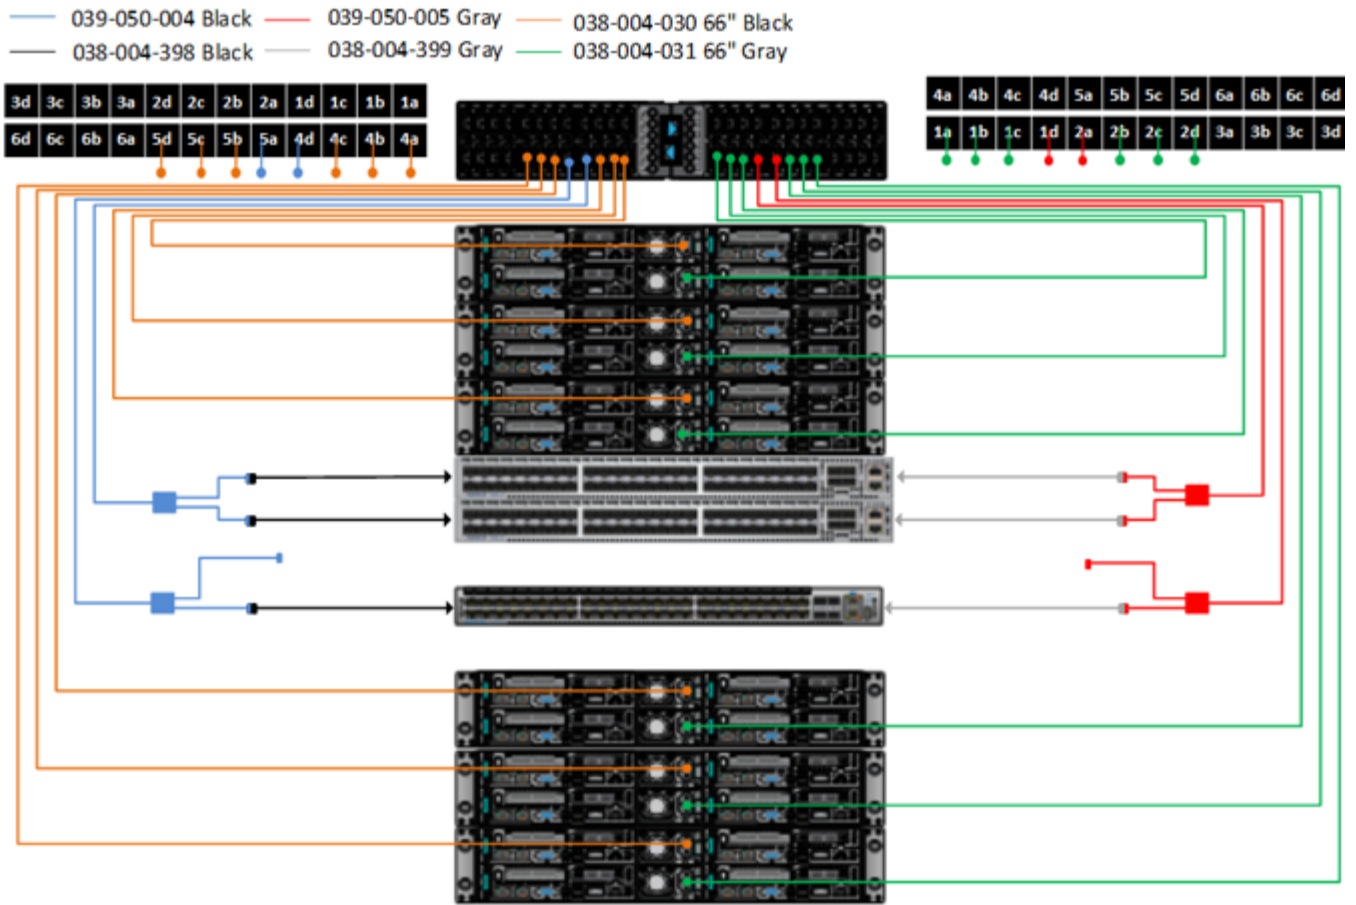 039-050-004 Black 039-050-005 Gray 038-004-030 66" Black
038-004-398 Black 038-004-399 Gray 038-004-031 66" Gray
3d 3c 3b 3a 2d 2c 2b 2a 1d 1c 1b 1a
6d 6c 6b 6a 5d 5c 5b 5a 4d 4c 4b 4a
4a 4b 4c 4d 5a 5b 5c 5d 6a 6b 6c 6d
1a 1b 1c 1d 2a 2b 2c 2d 3a 3b 3c 3d